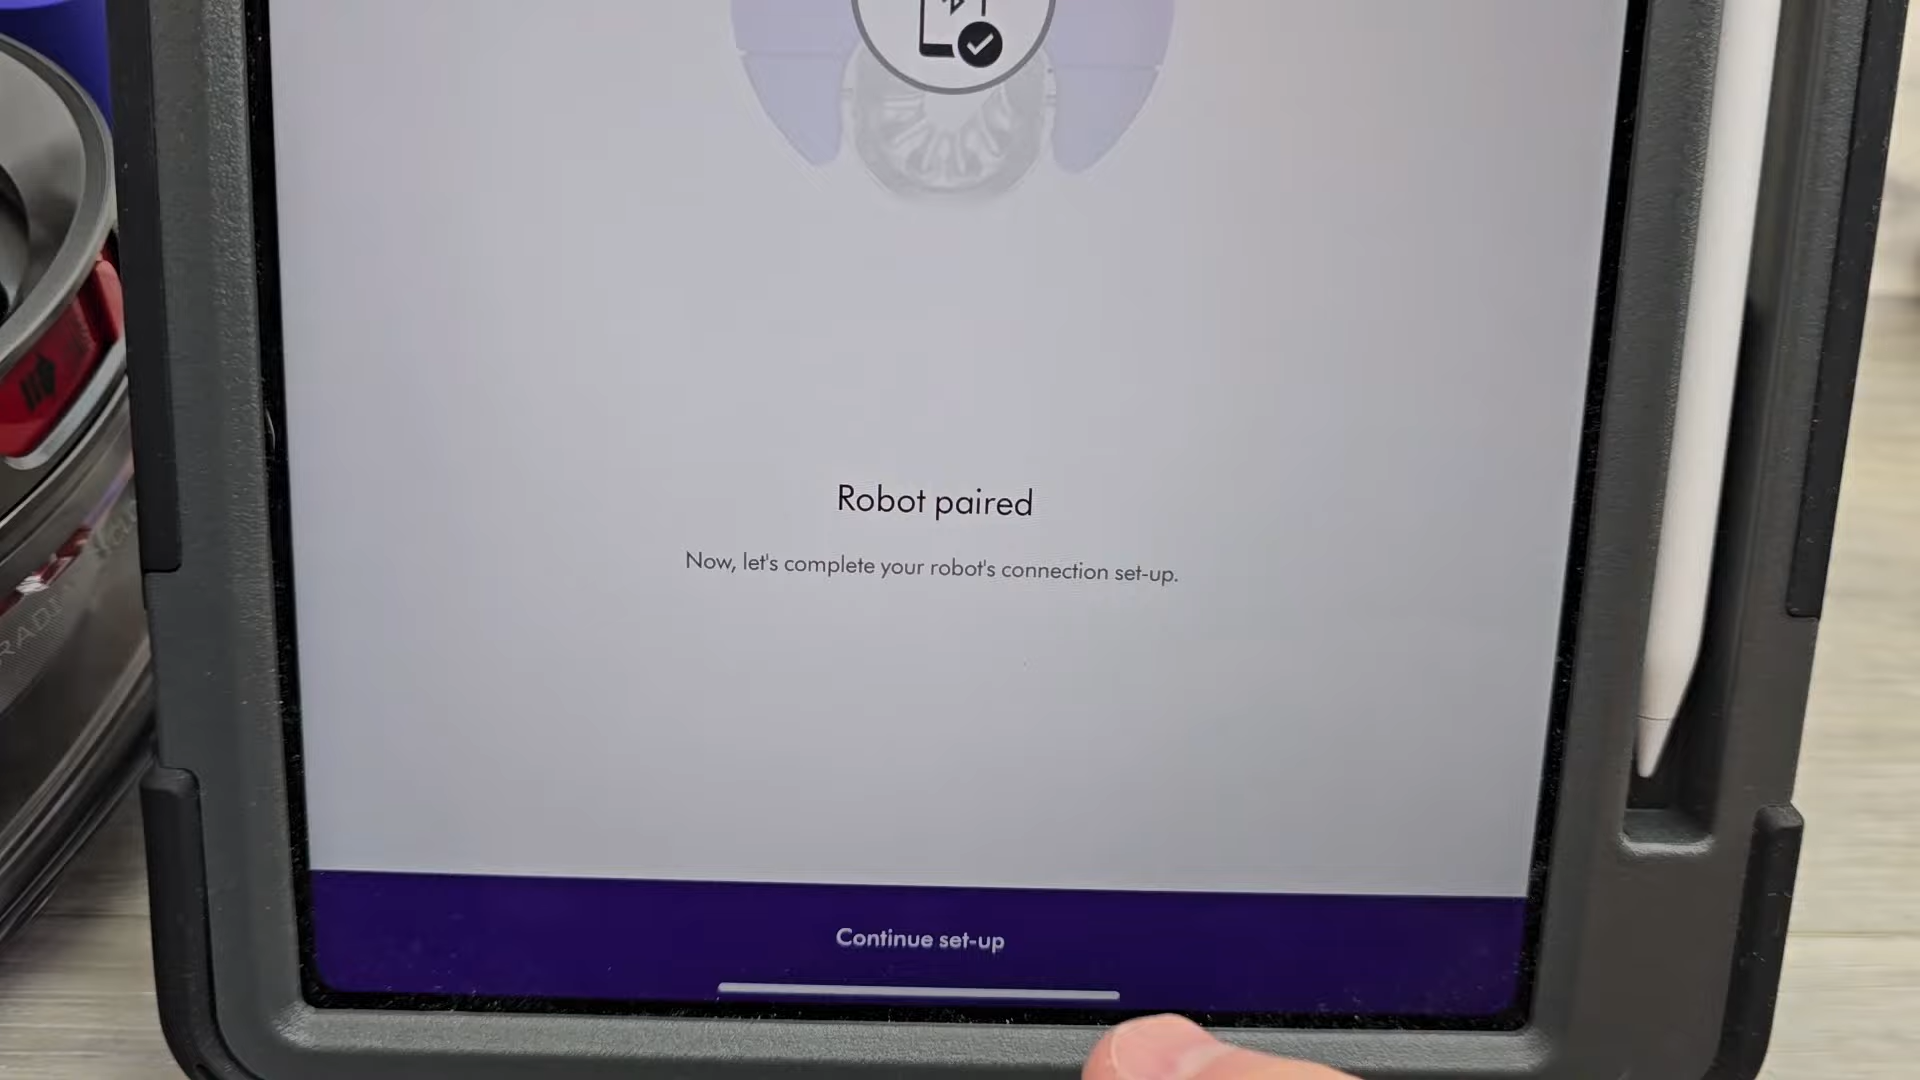 Robot paired
Now, let's complete your robot's connection set-up.
Continue set-up